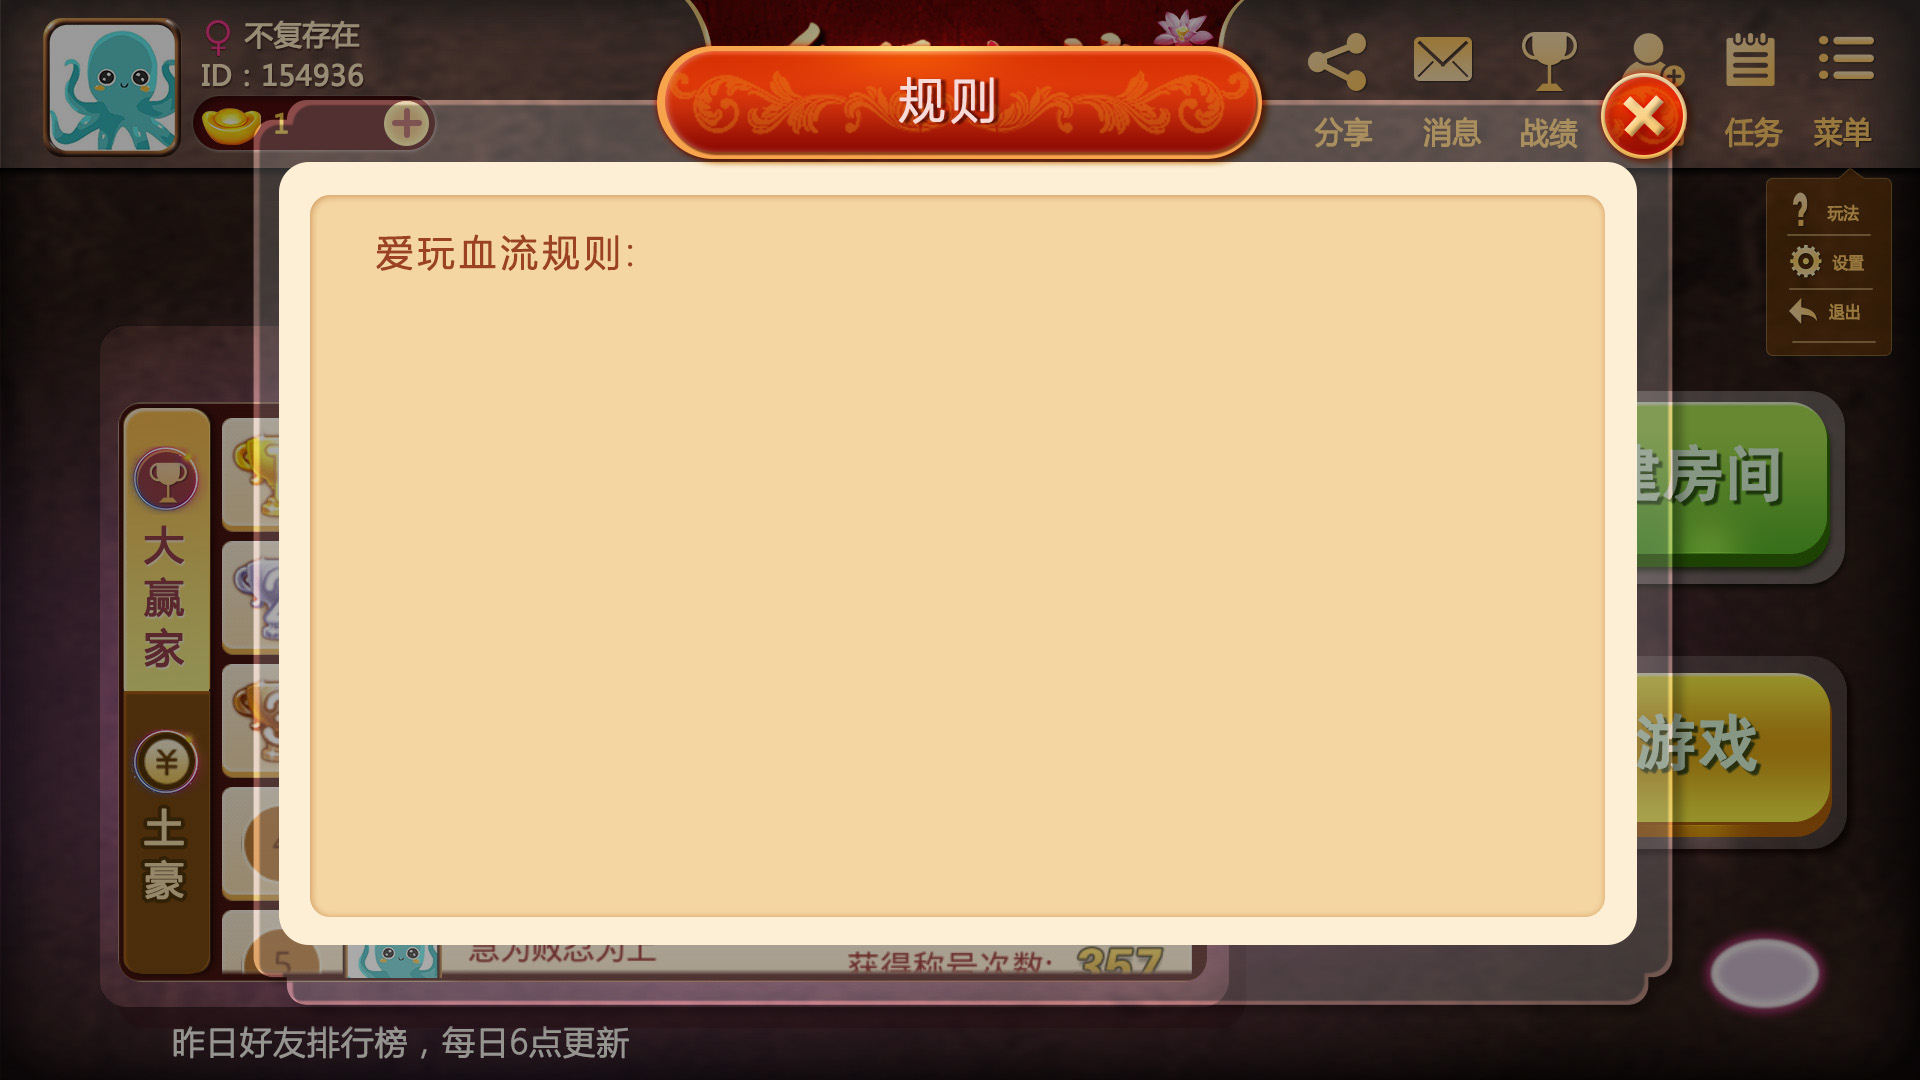 不复存在
ID：154936
1
规则
分享 消息 战绩 任务 菜单
玩法
设置
退出
爱玩血流规则:
大赢家
土豪
房间
游戏
5
获得称号次数: 357
昨日好友排行榜，每日6点更新